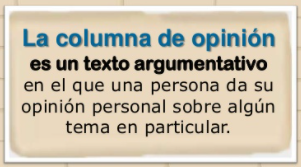 La columna de opinión
es un texto argumentativo
en el que una persona da su
opinión personal sobre algún
tema en particular.